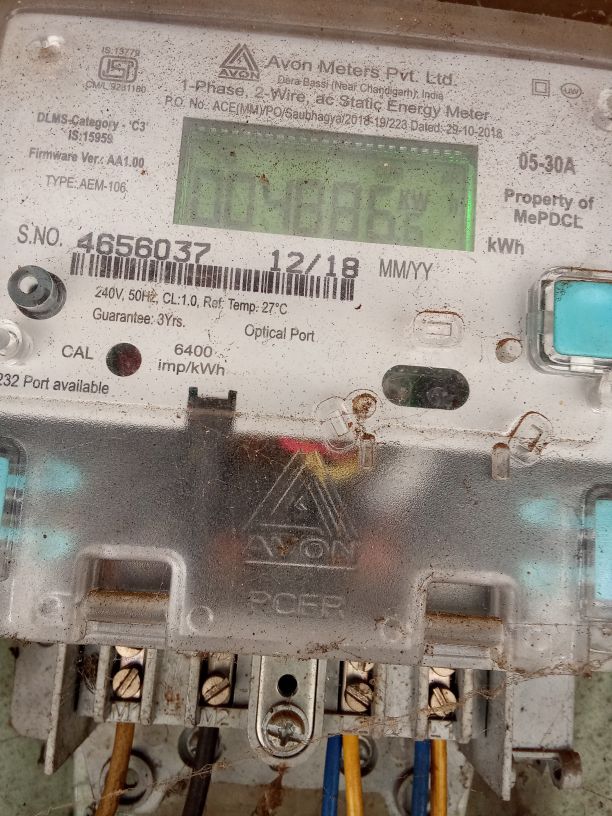 IS:13779
CM/L 9231180
AVON
Avon Meters Pvt. Ltd.
Dera Bassi (Near Chandigarh), India
1-Phase, 2-Wire, ac Static Energy Meter
P.O. No.: ACE(MM)/PO/Saubhagya/2018-19/223 Dated: 29-10-2018
DLMS-Category - 'C3'
IS:15959
Firmware Ver.: AA1.00
TYPE: AEM-106
KW
h
05-30A
Property of
MePDCL
kWh
S.NO. 4656037 12/18 MM/YY
240V, 50Hz, CL:1.0, Ref. Temp. 27°C
Guarantee: 3Yrs.
Optical Port
CAL
6400
imp/kWh
232 Port available
AVON